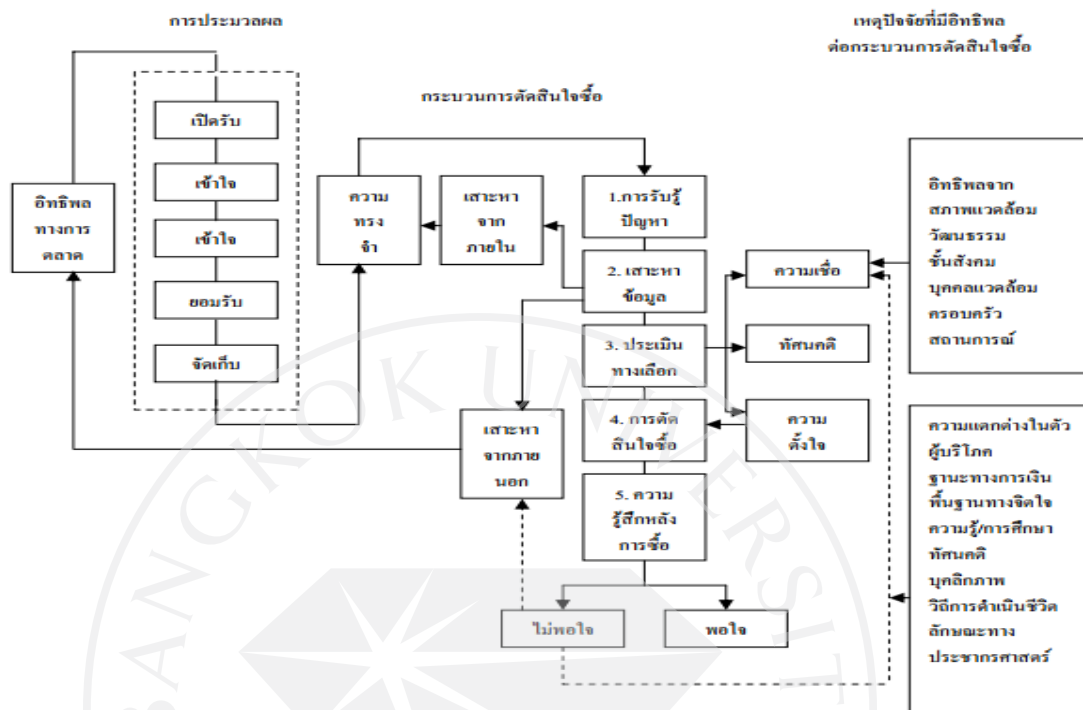 การประมวลผล
เหตุปัจจัยที่มีอิทธิพล
ต่อกระบวนการตัดสินใจซื้อ
กระบวนการตัดสินใจซื้อ
อิทธิพล
ทางการ
ตลาด
เปิดรับ
เข้าใจ
เข้าใจ
ยอมรับ
จัดเก็บ
ความ
ทรง
จำ
เสาะหา
จาก
ภายใน
เสาะหา
จากภาย
นอก
1.การรับรู้
ปัญหา
2. เสาะหา
ข้อมูล
3. ประเมิน
ทางเลือก
4. การตัด
สินใจซื้อ
5. ความ
รู้สึกหลัง
การซื้อ
ไม่พอใจ
พอใจ
ความเชื่อ
ทัศนคติ
ความ
ตั้งใจ
อิทธิพลจาก
สภาพแวดล้อม
วัฒนธรรม
ชั้นสังคม
บุคคลแวดล้อม
ครอบครัว
สถานการณ์
ความแตกต่างในตัว
ผู้บริโภค
ฐานะทางการเงิน
พื้นฐานทางจิตใจ
ความรู้/การศึกษา
ทัศนคติ
บุคลิกภาพ
วิถีการดำเนินชีวิต
ลักษณะทาง
ประชากรศาสตร์
BANGKOK UNIVERSIT